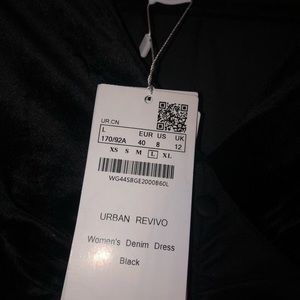 UR.CN
L EUR US UK
170/92A 40 8 12
XS S M L XL
WG44S8GE2000B60L
URBAN REVIVO
Women's Denim Dress
Black